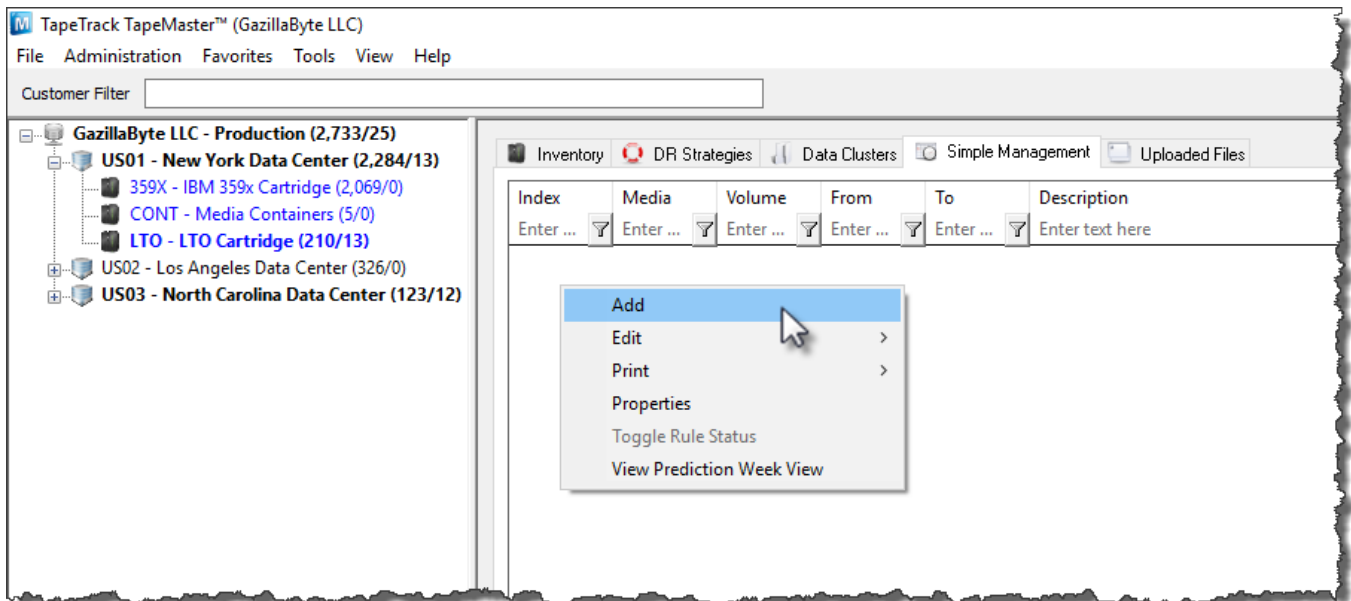 M TapeTrack TapeMaster™ (GazillaByte LLC)
File Administration Favorites Tools View Help
Customer Filter
GazillaByte LLC - Production (2,733/25)
US01 - New York Data Center (2,284/13)
359X - IBM 359x Cartridge (2,069/0)
CONT - Media Containers (5/0)
LTO - LTO Cartridge (210/13)
US02 - Los Angeles Data Center (326/0)
US03 - North Carolina Data Center (123/12)
Inventory DR Strategies Data Clusters Simple Management Uploaded Files
Index Media Volume From To Description
Enter ... Enter ... Enter ... Enter ... Enter ... Enter text here
Add
Edit
Print
Properties
Toggle Rule Status
View Prediction Week View